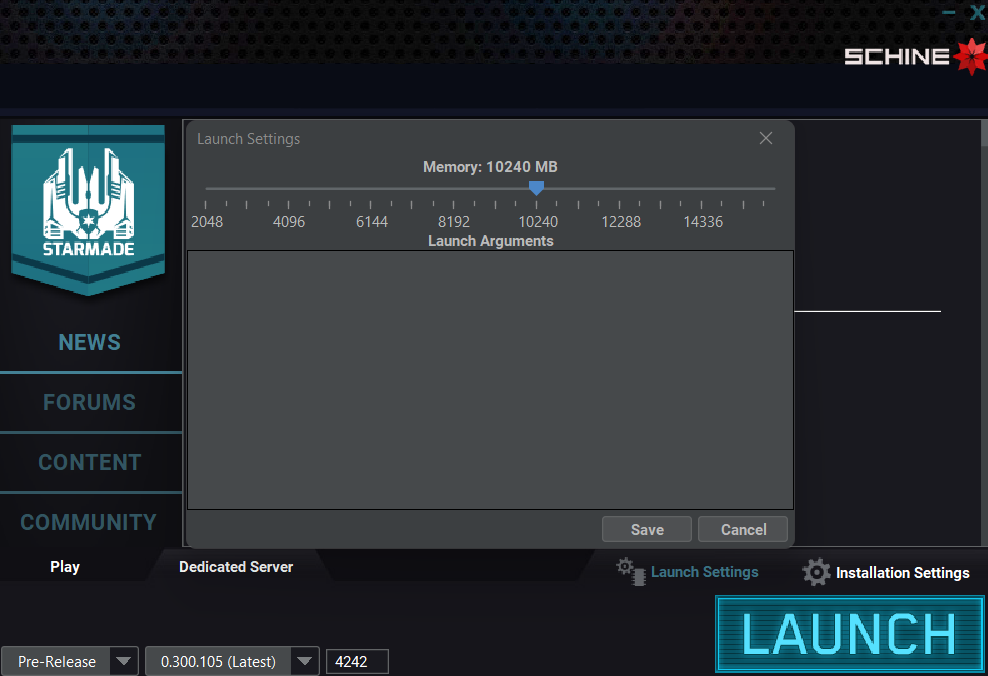 X
SCHINE
Launch Settings
Memory: 10240 MB
2048 4096 6144 8192 10240 12288 14336
Launch Arguments
STARMADE
NEWS
FORUMS
CONTENT
COMMUNITY
Save Cancel
Play Dedicated Server Launch Settings Installation Settings
LAUNCH
Pre-Release 0.300.105 (Latest) 4242